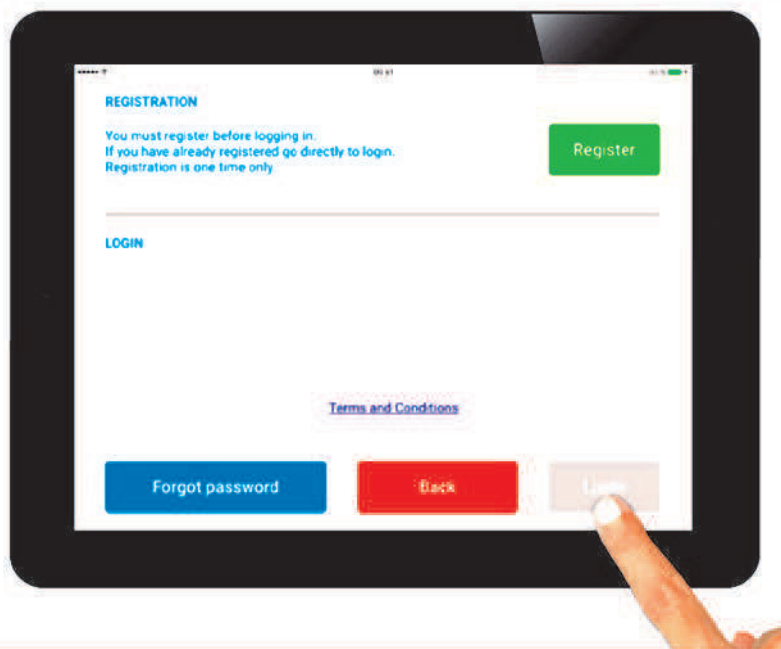 REGISTRATION
You must register before logging in.
If you have already registered go directly to login.
Registration is one time only
Register
LOGIN
Terms and Conditions
Forgot password
Back